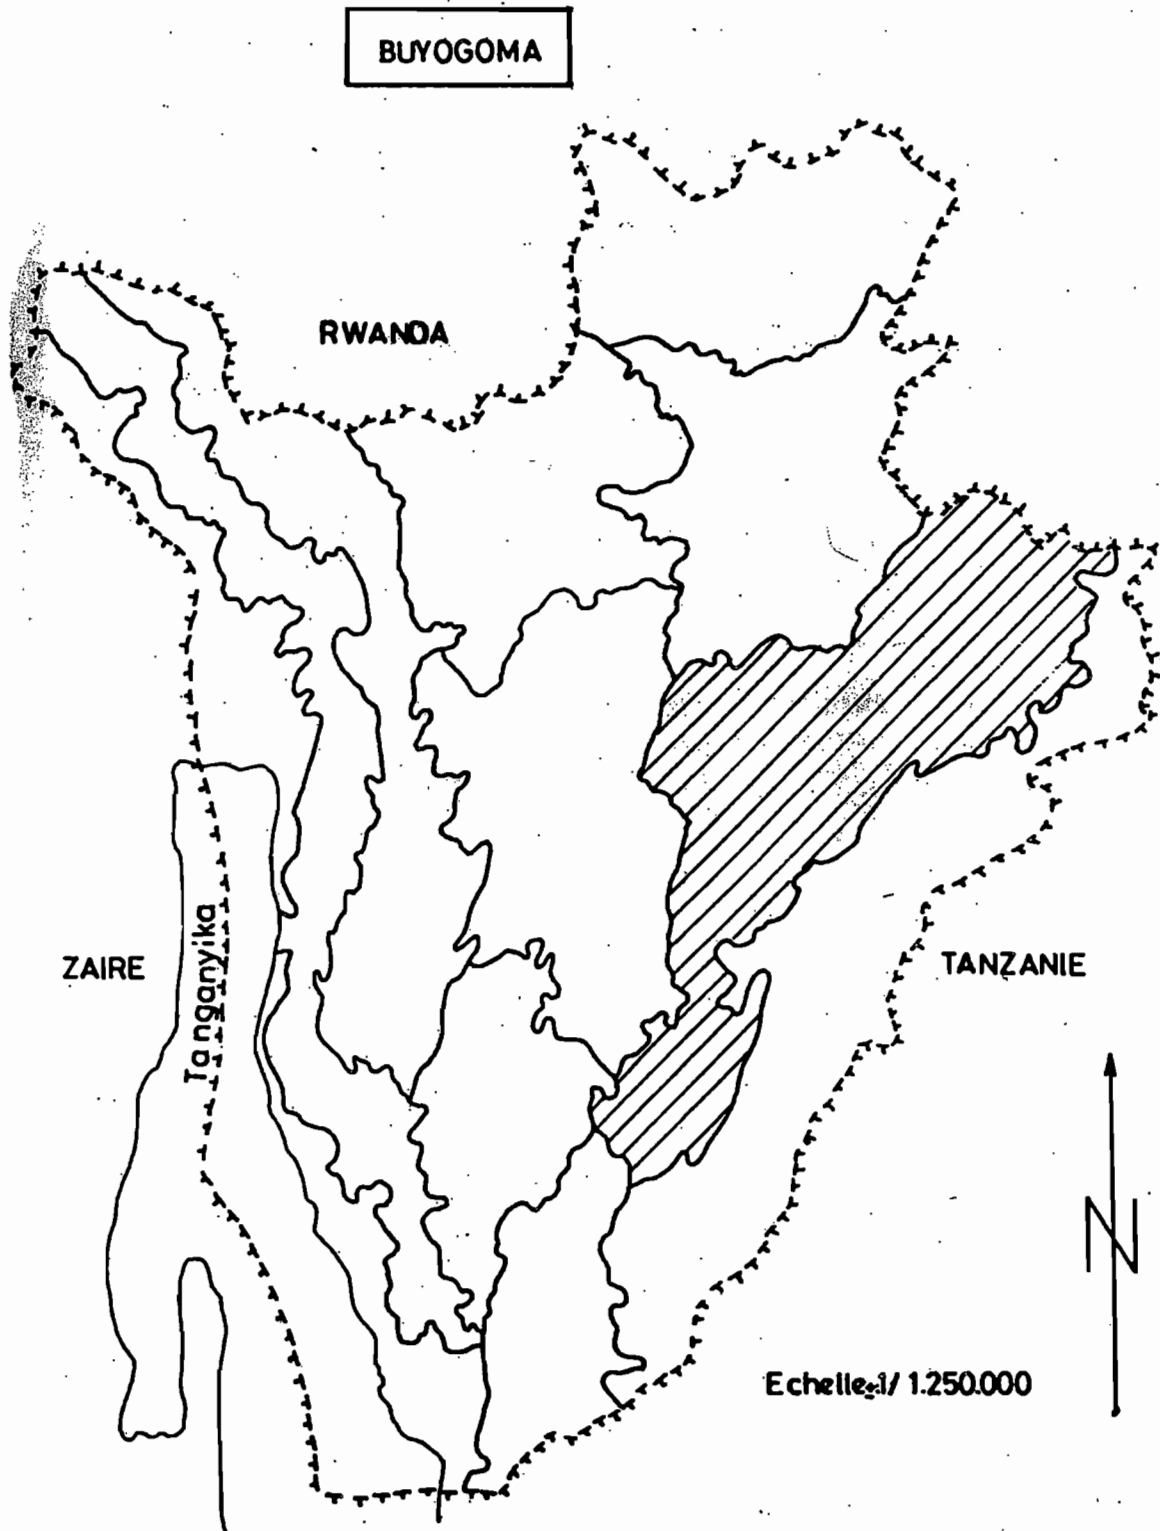 BUYOGOMA
RWANDA
ZAIRE
Tanganyika
TANZANIE
N
Echelle±1/ 1.250.000